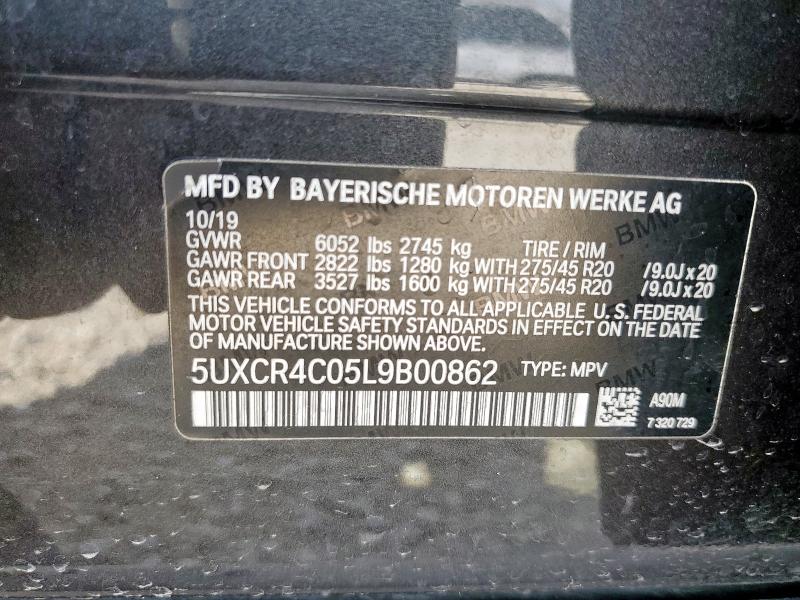 MFD BY BAYERISCHE MOTOREN WERKE AG
10/19
GVWR 6052 lbs 2745 kg TIRE / RIM
GAWR FRONT 2822 lbs 1280 kg WITH 275/45 R20 /9.0J x 20
GAWR REAR 3527 lbs 1600 kg WITH 275/45 R20 /9.0J x 20
THIS VEHICLE CONFORMS TO ALL APPLICABLE U. S. FEDERAL
MOTOR VEHICLE SAFETY STANDARDS IN EFFECT ON THE DATE
OF MANUFACTURE SHOWN ABOVE.
5UXCR4C05L9B00862 TYPE: MPV
A90M
7 320 729